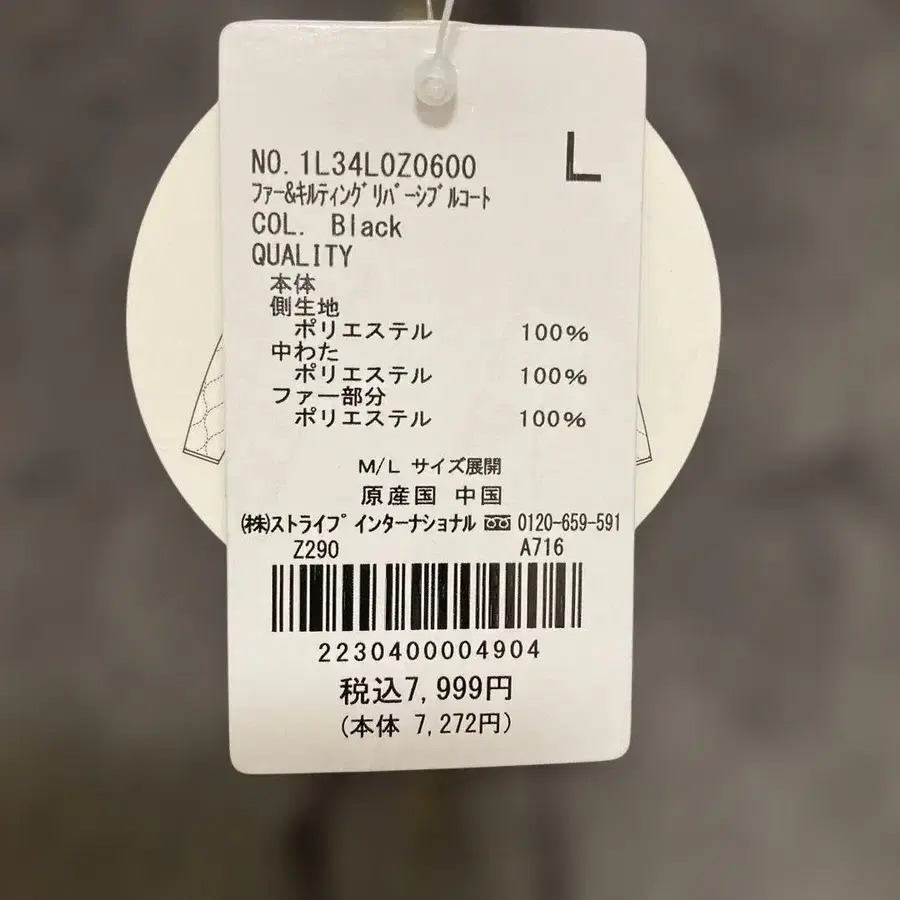 L
NO. 1L34L0Z0600
ファー&キルティングリバーシブルコート
COL. Black
QUALITY
本体
側生地
ポリエステル 100%
中わた
ポリエステル 100%
ファー部分
ポリエステル 100%
M/L サイズ展開
原産国 中国
(株)ストライプインターナショナル 0120-659-591
Z290 A716
2230400004904
税込7,999円
(本体 7,272円)